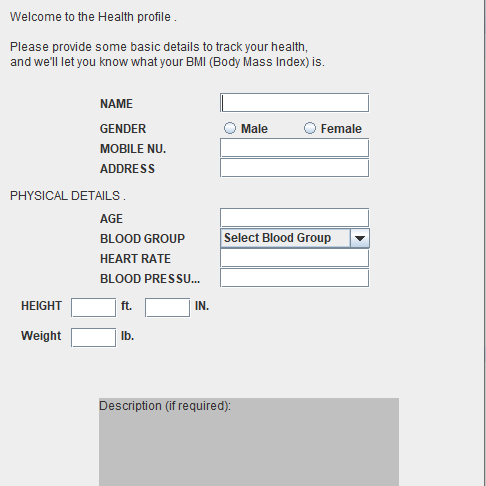 Welcome to the Health profile .
Please provide some basic details to track your health,
and we'll let you know what your BMI (Body Mass Index) is.
NAME
GENDER Male Female
MOBILE NU.
ADDRESS
PHYSICAL DETAILS .
AGE
BLOOD GROUP Select Blood Group
HEART RATE
BLOOD PRESSU...
HEIGHT ft. IN.
Weight lb.
Description (if required):